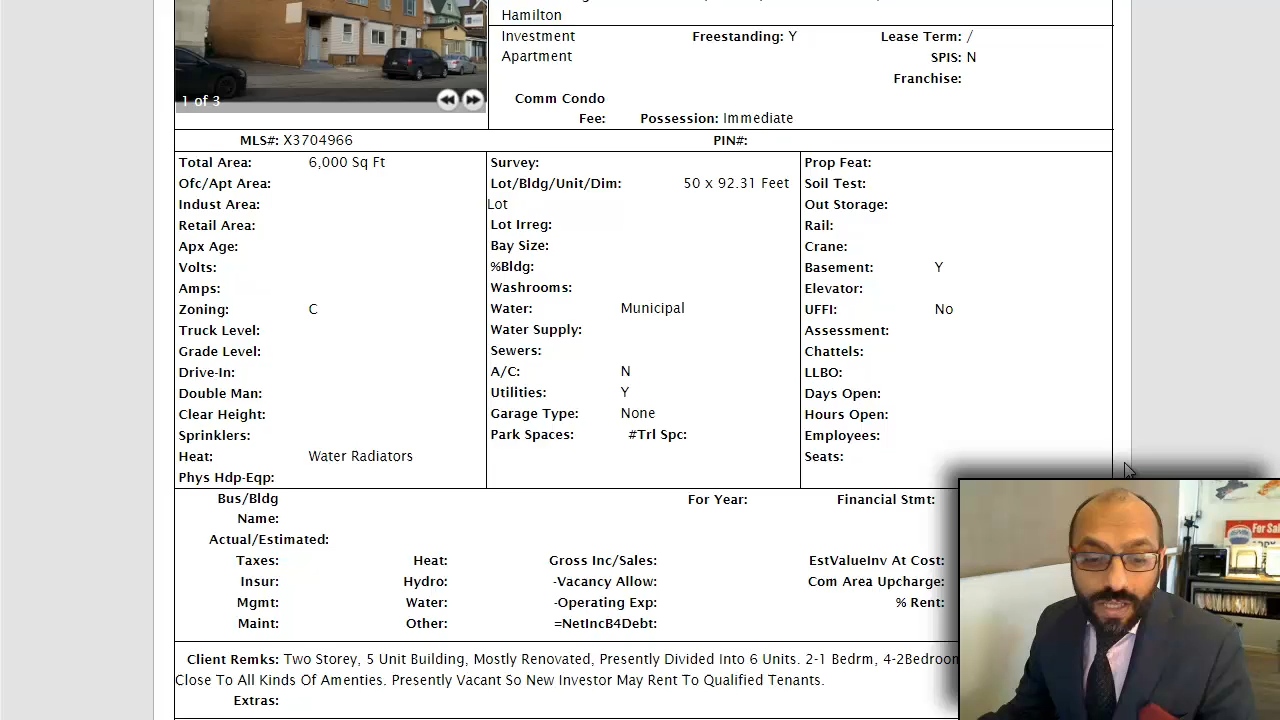 Hamilton
Investment Freestanding: Y Lease Term: /
Apartment SPIS: N
Franchise:
1 of 3 Comm Condo
Fee: Possession: Immediate
MLS#: X3704966 PIN#:
Total Area: 6,000 Sq Ft Survey: Prop Feat:
Ofc/Apt Area: Lot/Bldg/Unit/Dim: 50 x 92.31 Feet Soil Test:
Indust Area: Lot Out Storage:
Retail Area: Lot Irreg: Rail:
Apx Age: Bay Size: Crane:
Volts: %Bldg: Basement: Y
Amps: Washrooms: Elevator:
Zoning: C Water: Municipal UFFI: No
Truck Level: Water Supply: Assessment:
Grade Level: Sewers: Chattels:
Drive-In: A/C: N LLBO:
Double Man: Utilities: Y Days Open:
Clear Height: Garage Type: None Hours Open:
Sprinklers: Park Spaces: #Trl Spc: Employees:
Heat: Water Radiators Seats:
Phys Hdp-Eqp:
Bus/Bldg For Year: Financial Stmt:
Name:
Actual/Estimated:
Taxes: Heat: Gross Inc/Sales: EstValueInv At Cost:
Insur: Hydro: -Vacancy Allow: Com Area Upcharge:
Mgmt: Water: -Operating Exp: % Rent:
Maint: Other: =NetIncB4Debt:
Client Remks: Two Storey, 5 Unit Building, Mostly Renovated, Presently Divided Into 6 Units. 2-1 Bedrm, 4-2Bedroom
Close To All Kinds Of Amenties. Presently Vacant So New Investor May Rent To Qualified Tenants.
Extras:
For Sal